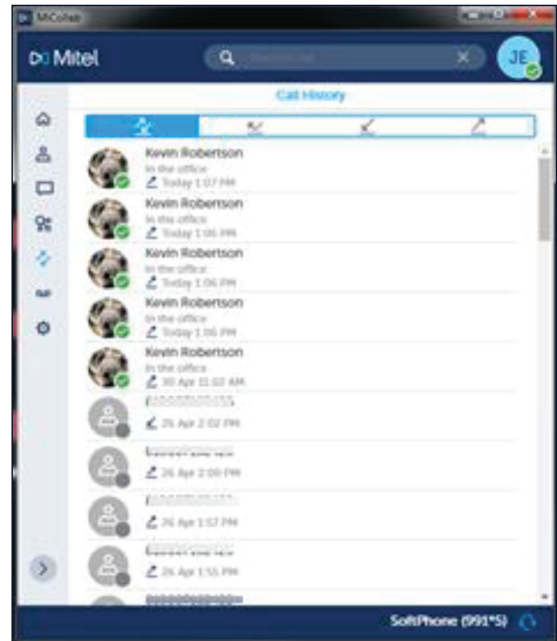 MiCollab
Mitel
JE
Call History
Kevin Robertson
In the office
Today 1:07 PM
Kevin Robertson
In the office
Today 1:06 PM
Kevin Robertson
In the office
Today 1:06 PM
Kevin Robertson
In the office
Today 1:06 PM
Kevin Robertson
In the office
30 Apr 11:02 AM
26 Apr 2:02 PM
26 Apr 2:00 PM
26 Apr 1:57 PM
26 Apr 1:55 PM
SoftPhone (991*5)